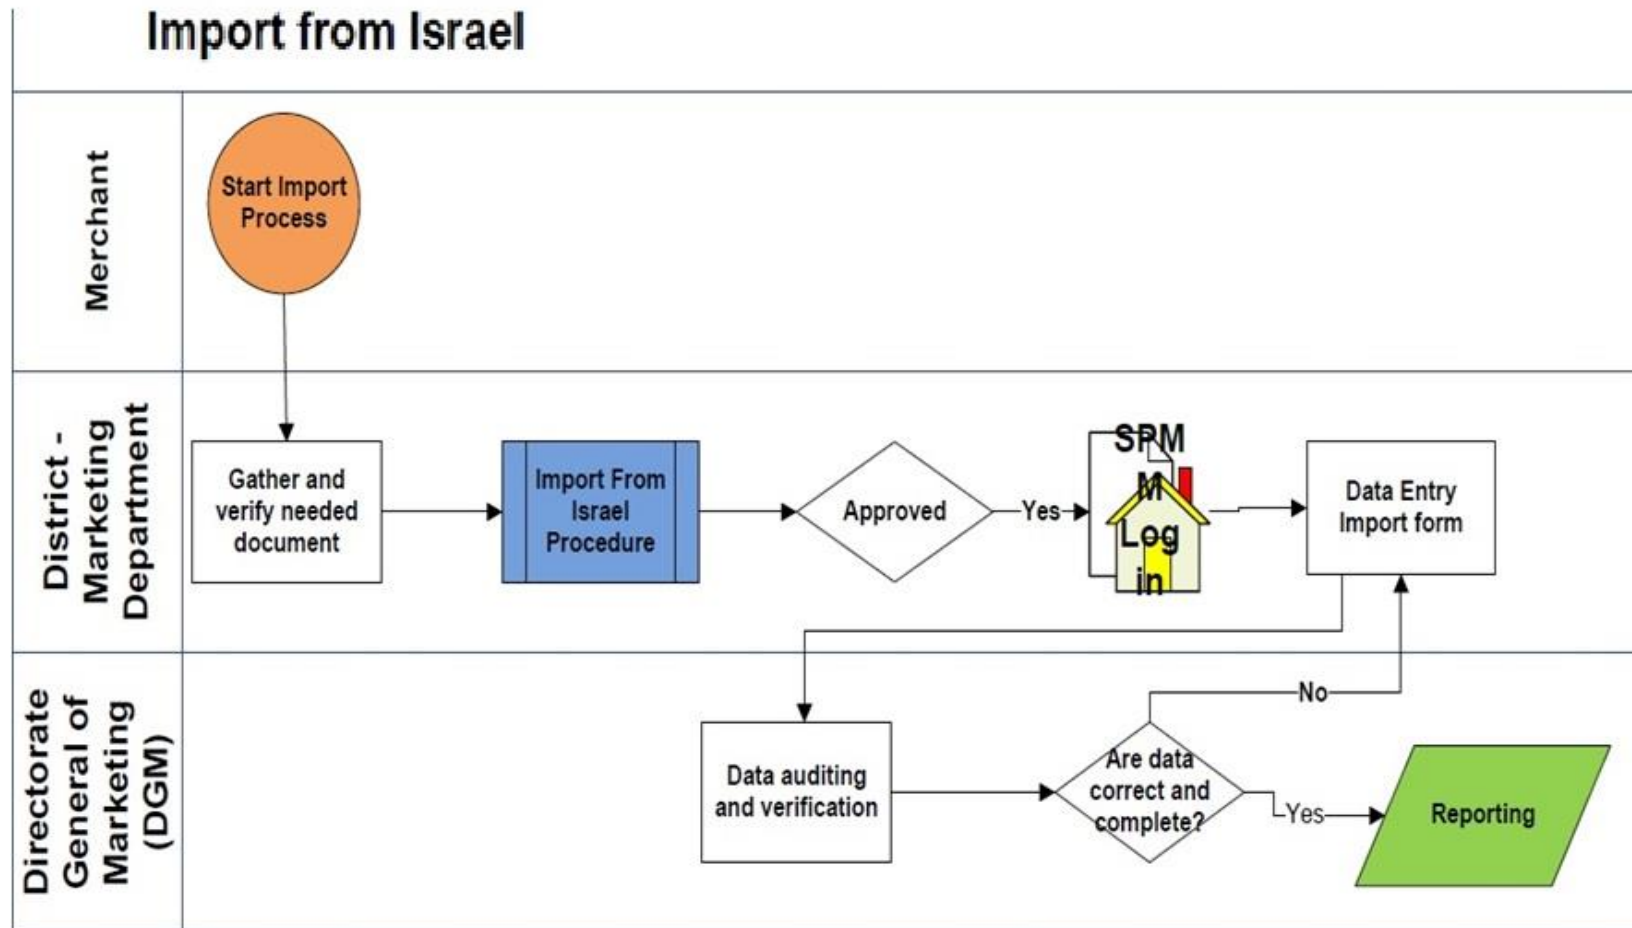 Import from Israel
Merchant
Start Import
Process
District -
Marketing
Department
Gather and
verify needed
document
Import From
Israel
Procedure
Approved
Yes
SPM
M
Log
in
Data Entry
Import form
Directorate
General of
Marketing
(DGM)
Data auditing
and verification
Are data
correct and
complete?
No
Yes
Reporting